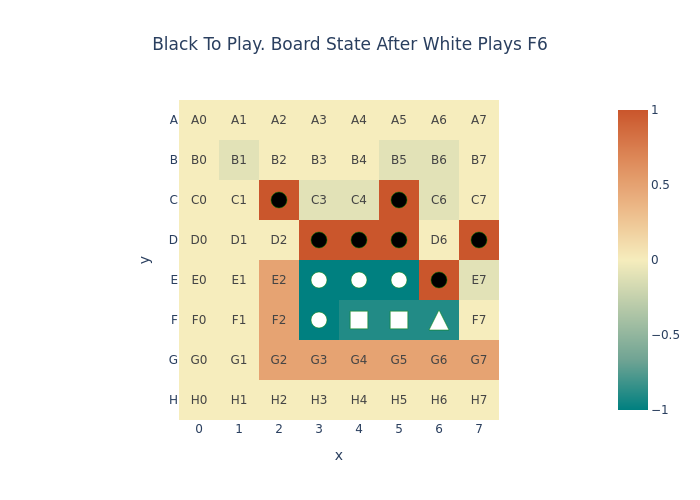 Black To Play. Board State After White Plays F6
A A0 A1 A2 A3 A4 A5 A6 A7
B B0 B1 B2 B3 B4 B5 B6 B7
C C0 C1 C3 C4 C6 C7
D D0 D1 D2 D6
E E0 E1 E2 E7
F F0 F1 F2 F7
G G0 G1 G2 G3 G4 G5 G6 G7
H H0 H1 H2 H3 H4 H5 H6 H7
0 1 2 3 4 5 6 7
x
y
1
0.5
0
−0.5
−1